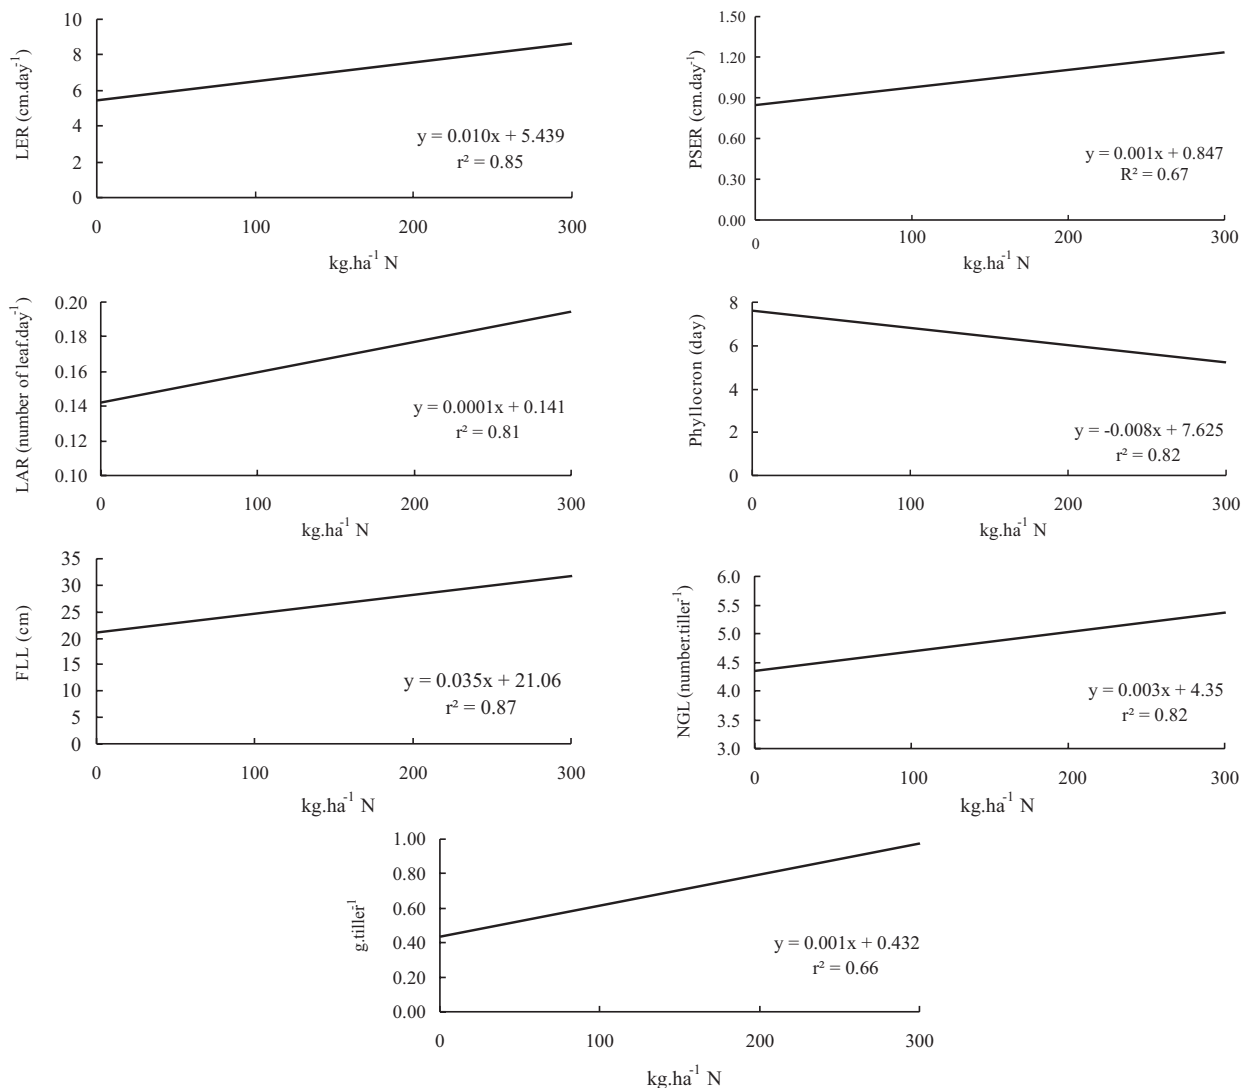 LER (cm.day⁻¹)
10
8
6
4
2
0
y = 0.010x + 5.439
r² = 0.85
0 100 200 300
kg.ha⁻¹ N
PSER (cm.day⁻¹)
1.50
1.20
0.90
0.60
0.30
0.00
y = 0.001x + 0.847
R² = 0.67
0 100 200 300
kg.ha⁻¹ N
LAR (number of leaf.day⁻¹)
0.20
0.18
0.16
0.14
0.12
0.10
y = 0.0001x + 0.141
r² = 0.81
0 100 200 300
kg.ha⁻¹ N
Phyllocron (day)
8
6
4
2
0
y = -0.008x + 7.625
r² = 0.82
0 100 200 300
kg.ha⁻¹ N
FLL (cm)
35
30
25
20
15
10
5
0
y = 0.035x + 21.06
r² = 0.87
0 100 200 300
kg.ha⁻¹ N
NGL (number.tiller⁻¹)
6.0
5.5
5.0
4.5
4.0
3.5
3.0
y = 0.003x + 4.35
r² = 0.82
0 100 200 300
kg.ha⁻¹ N
g.tiller⁻¹
1.00
0.80
0.60
0.40
0.20
0.00
y = 0.001x + 0.432
r² = 0.66
0 100 200 300
kg.ha⁻¹ N